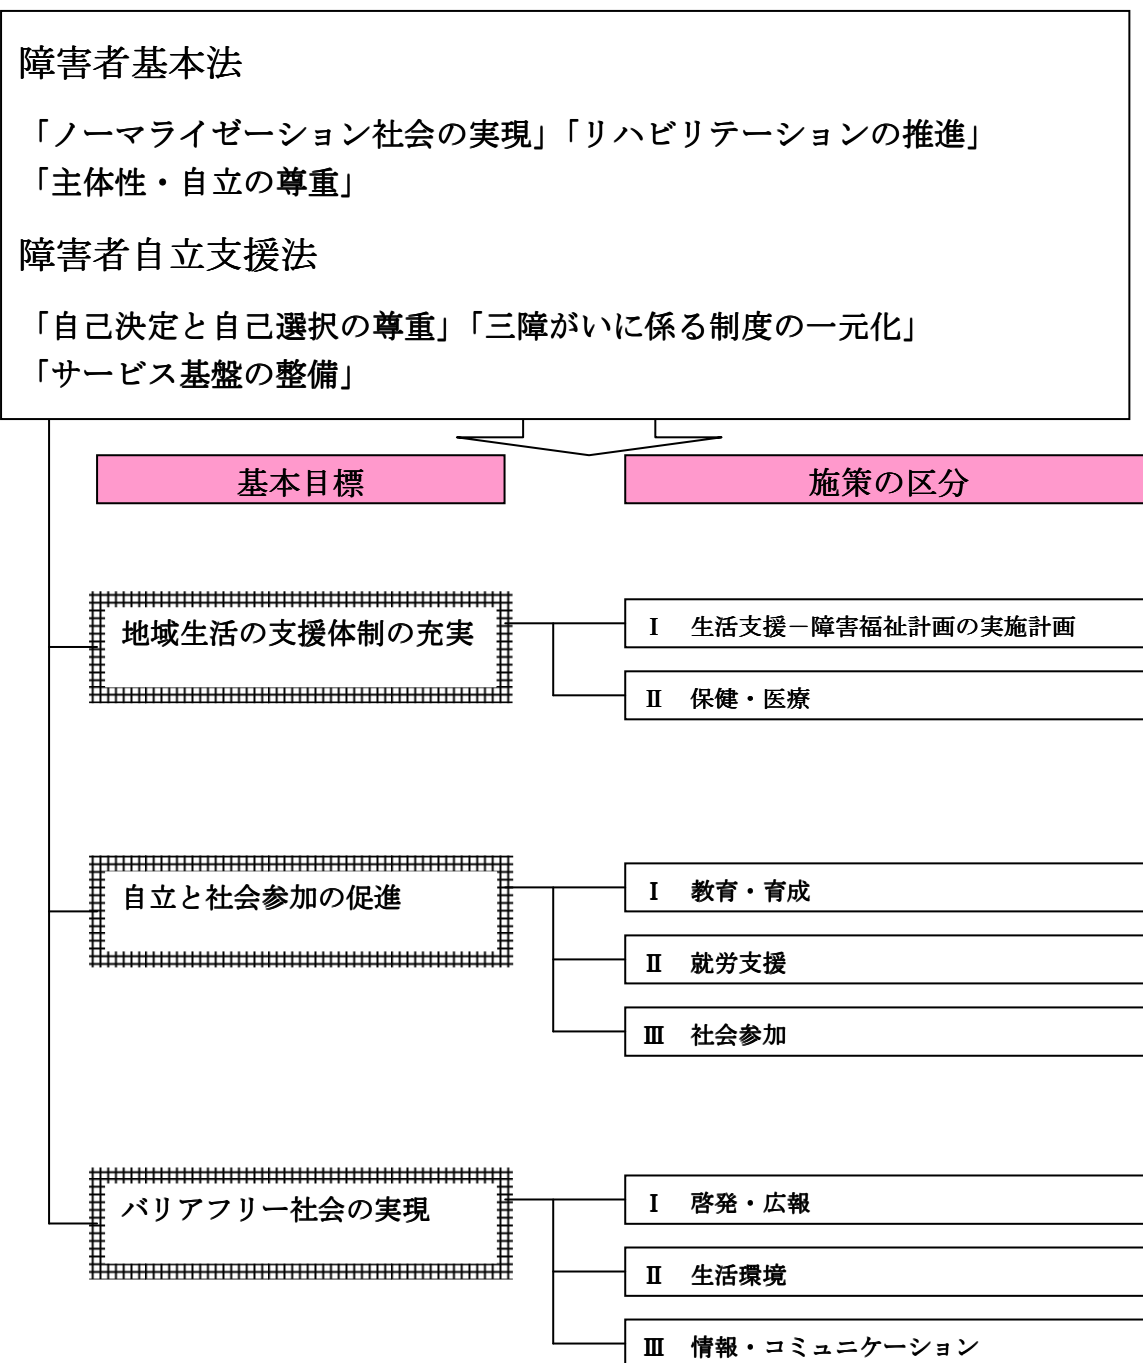 障害者基本法
「ノーマライゼーション社会の実現」「リハビリテーションの推進」
「主体性・自立の尊重」
障害者自立支援法
「自己決定と自己選択の尊重」「三障がいに係る制度の一元化」
「サービス基盤の整備」
基本目標
施策の区分
地域生活の支援体制の充実
Ⅰ 生活支援－障害福祉計画の実施計画
Ⅱ 保健・医療
自立と社会参加の促進
Ⅰ 教育・育成
Ⅱ 就労支援
Ⅲ 社会参加
バリアフリー社会の実現
Ⅰ 啓発・広報
Ⅱ 生活環境
Ⅲ 情報・コミュニケーション